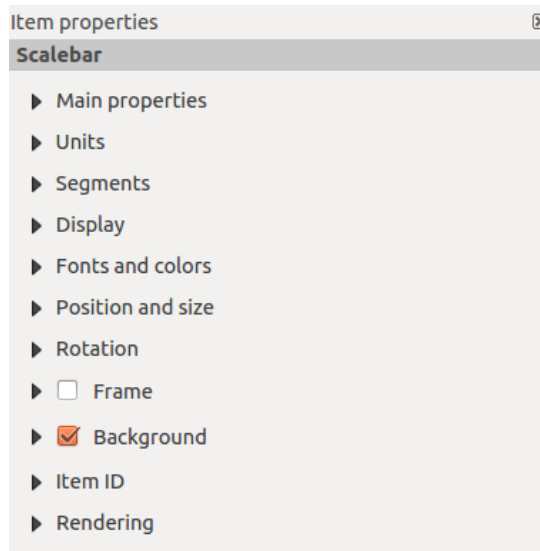 Item properties
Scalebar
Main properties
Units
Segments
Display
Fonts and colors
Position and size
Rotation
Frame
Background
Item ID
Rendering